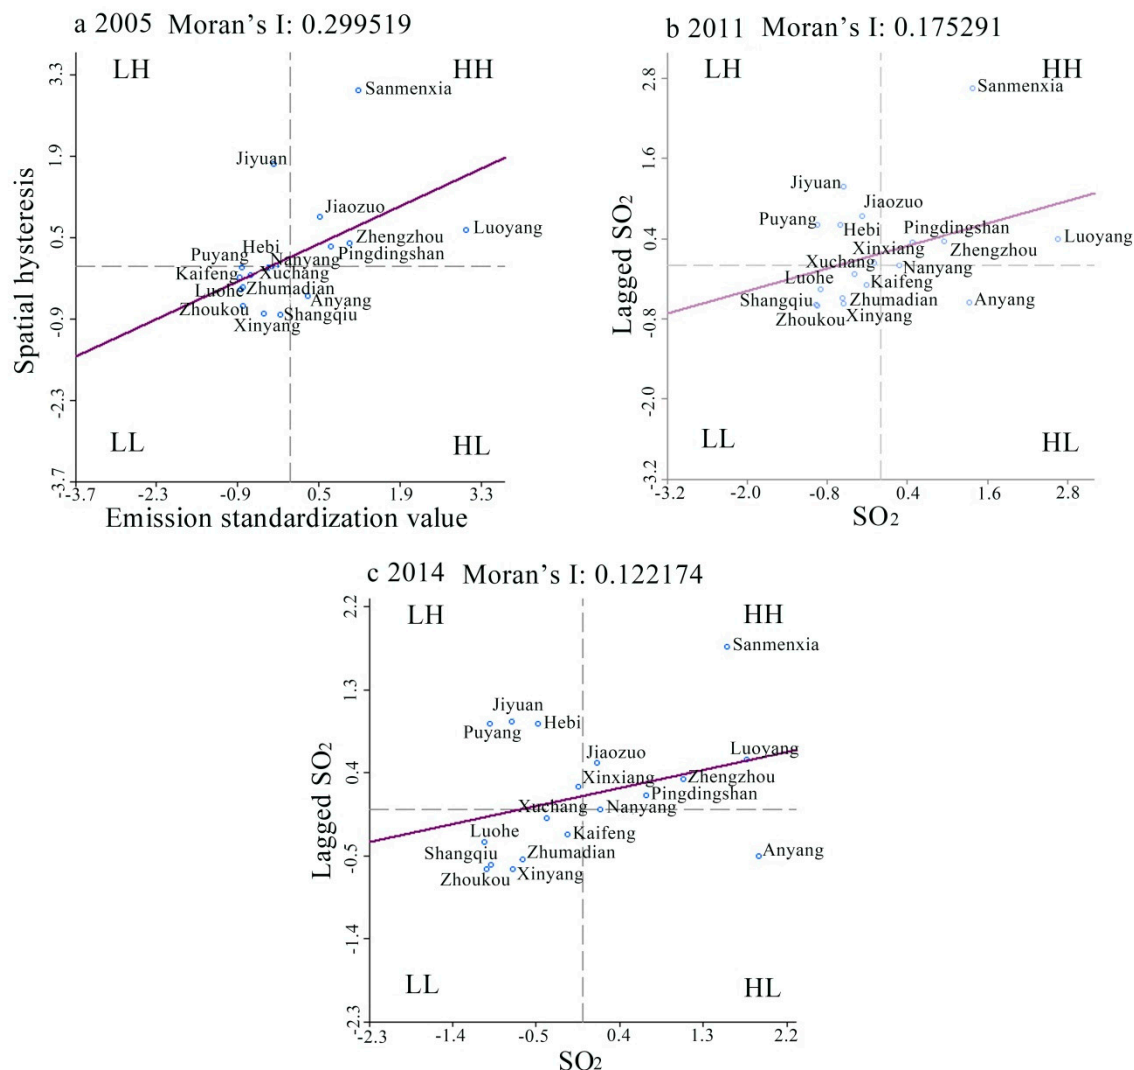 a 2005 Moran's I: 0.299519
LH
HH
Sanmenxia
Jiyuan
Jiaozuo
Luoyang
Zhengzhou
Pingdingshan
Hebi
Puyang
Nanyang
Kaifeng
Xuchang
Luohe
Zhumadian
Anyang
Zhoukou
Shangqiu
Xinyang
LL
HL
3.3
1.9
0.5
-0.9
-2.3
-3.7
Spatial hysteresis
-3.7
-2.3
-0.9
0.5
1.9
3.3
Emission standardization value
b 2011 Moran's I: 0.175291
LH
HH
Sanmenxia
Jiyuan
Jiaozuo
Puyang
Hebi
Pingdingshan
Luoyang
Xinxiang
Zhengzhou
Xuchang
Nanyang
Luohe
Kaifeng
Shangqiu
Zhumadian
Anyang
Zhoukou
Xinyang
LL
HL
2.8
1.6
0.4
-0.8
-2.0
-3.2
Lagged SO₂
-3.2
-2.0
-0.8
0.4
1.6
2.8
SO₂
c 2014 Moran's I: 0.122174
LH
HH
Sanmenxia
Jiyuan
Puyang
Hebi
Jiaozuo
Luoyang
Xinxiang
Zhengzhou
Pingdingshan
Xuchang
Nanyang
Luohe
Kaifeng
Shangqiu
Zhumadian
Anyang
Zhoukou
Xinyang
LL
HL
2.2
1.3
0.4
-0.5
-1.4
-2.3
Lagged SO₂
-2.3
-1.4
-0.5
0.4
1.3
2.2
SO₂